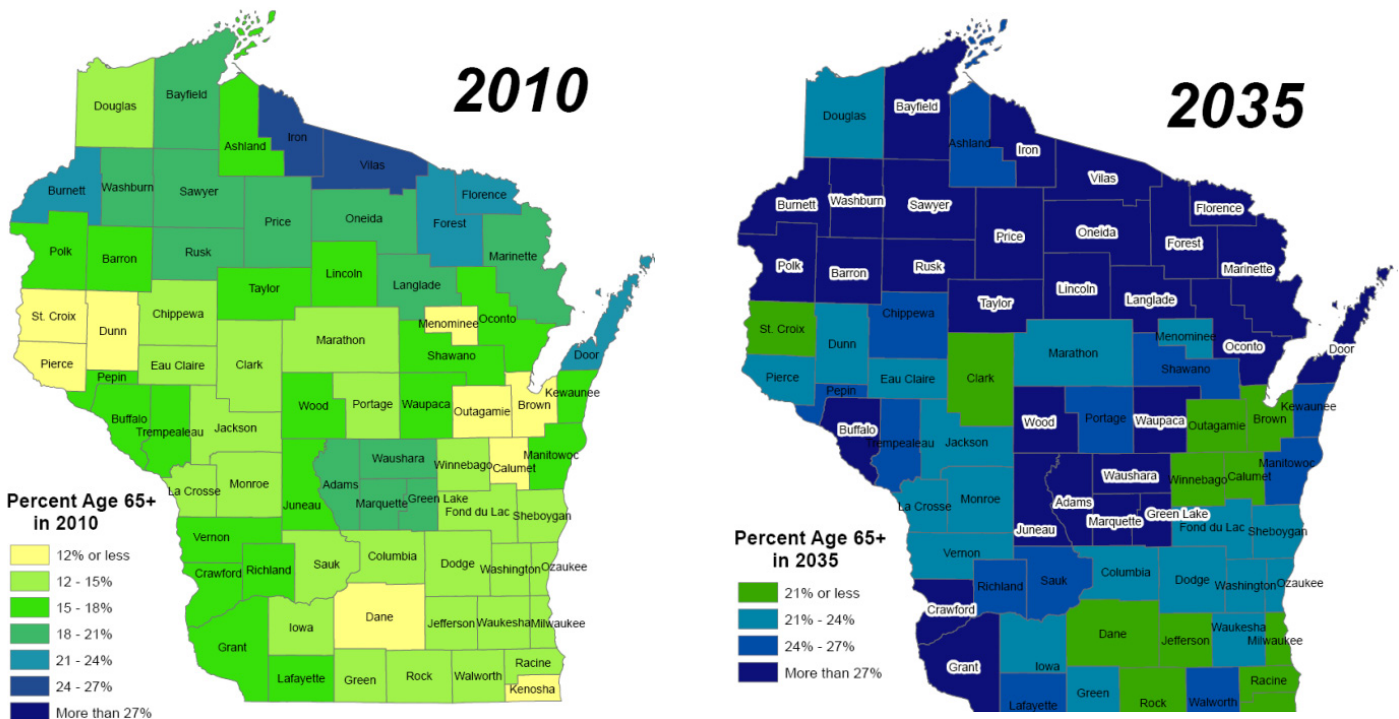 2010
Douglas
Bayfield
Ashland
Iron
Vilas
Burnett
Washburn
Sawyer
Price
Oneida
Forest
Florence
Marinette
Polk
Barron
Rusk
Taylor
Lincoln
Langlade
Oconto
St. Croix
Dunn
Chippewa
Menominee
Marathon
Shawano
Door
Pierce
Eau Claire
Clark
Pepin
Buffalo
Trempealeau
Jackson
Wood
Portage
Waupaca
Outagamie
Brown
Kewaunee
Waushara
Winnebago
Calumet
Manitowoc
La Crosse
Monroe
Juneau
Adams
Marquette
Green Lake
Fond du Lac
Sheboygan
Vernon
Crawford
Richland
Sauk
Columbia
Dodge
Washington
Ozaukee
Grant
Iowa
Dane
Jefferson
Waukesha
Milwaukee
Lafayette
Green
Rock
Walworth
Racine
Kenosha
Percent Age 65+
in 2010
12% or less
12 - 15%
15 - 18%
18 - 21%
21 - 24%
24 - 27%
More than 27%
2035
Douglas
Bayfield
Ashland
Iron
Vilas
Burnett
Washburn
Sawyer
Price
Oneida
Forest
Florence
Marinette
Polk
Barron
Rusk
Taylor
Lincoln
Langlade
St. Croix
Dunn
Chippewa
Marathon
Menominee
Oconto
Door
Pierce
Eau Claire
Clark
Shawano
Pepin
Buffalo
Trempealeau
Jackson
Wood
Portage
Waupaca
Outagamie
Brown
Kewaunee
Waushara
Winnebago
Calumet
Manitowoc
La Crosse
Monroe
Juneau
Adams
Marquette
Green Lake
Fond du Lac
Sheboygan
Vernon
Crawford
Richland
Sauk
Columbia
Dodge
Washington
Ozaukee
Grant
Iowa
Dane
Jefferson
Waukesha
Milwaukee
Lafayette
Green
Rock
Walworth
Racine
Percent Age 65+
in 2035
21% or less
21% - 24%
24% - 27%
More than 27%